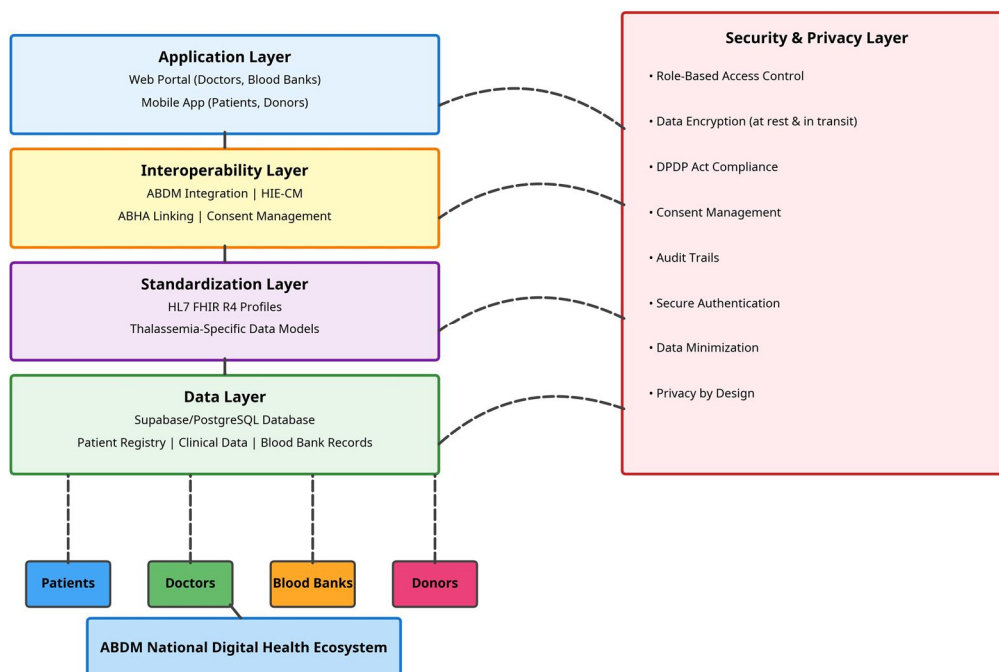 Application Layer
Web Portal (Doctors, Blood Banks)
Mobile App (Patients, Donors)
Interoperability Layer
ABDM Integration | HIE-CM
ABHA Linking | Consent Management
Standardization Layer
HL7 FHIR R4 Profiles
Thalassemia-Specific Data Models
Data Layer
Supabase/PostgreSQL Database
Patient Registry | Clinical Data | Blood Bank Records
Security & Privacy Layer
• Role-Based Access Control
• Data Encryption (at rest & in transit)
• DPDP Act Compliance
• Consent Management
• Audit Trails
• Secure Authentication
• Data Minimization
• Privacy by Design
Patients
Doctors
Blood Banks
Donors
ABDM National Digital Health Ecosystem